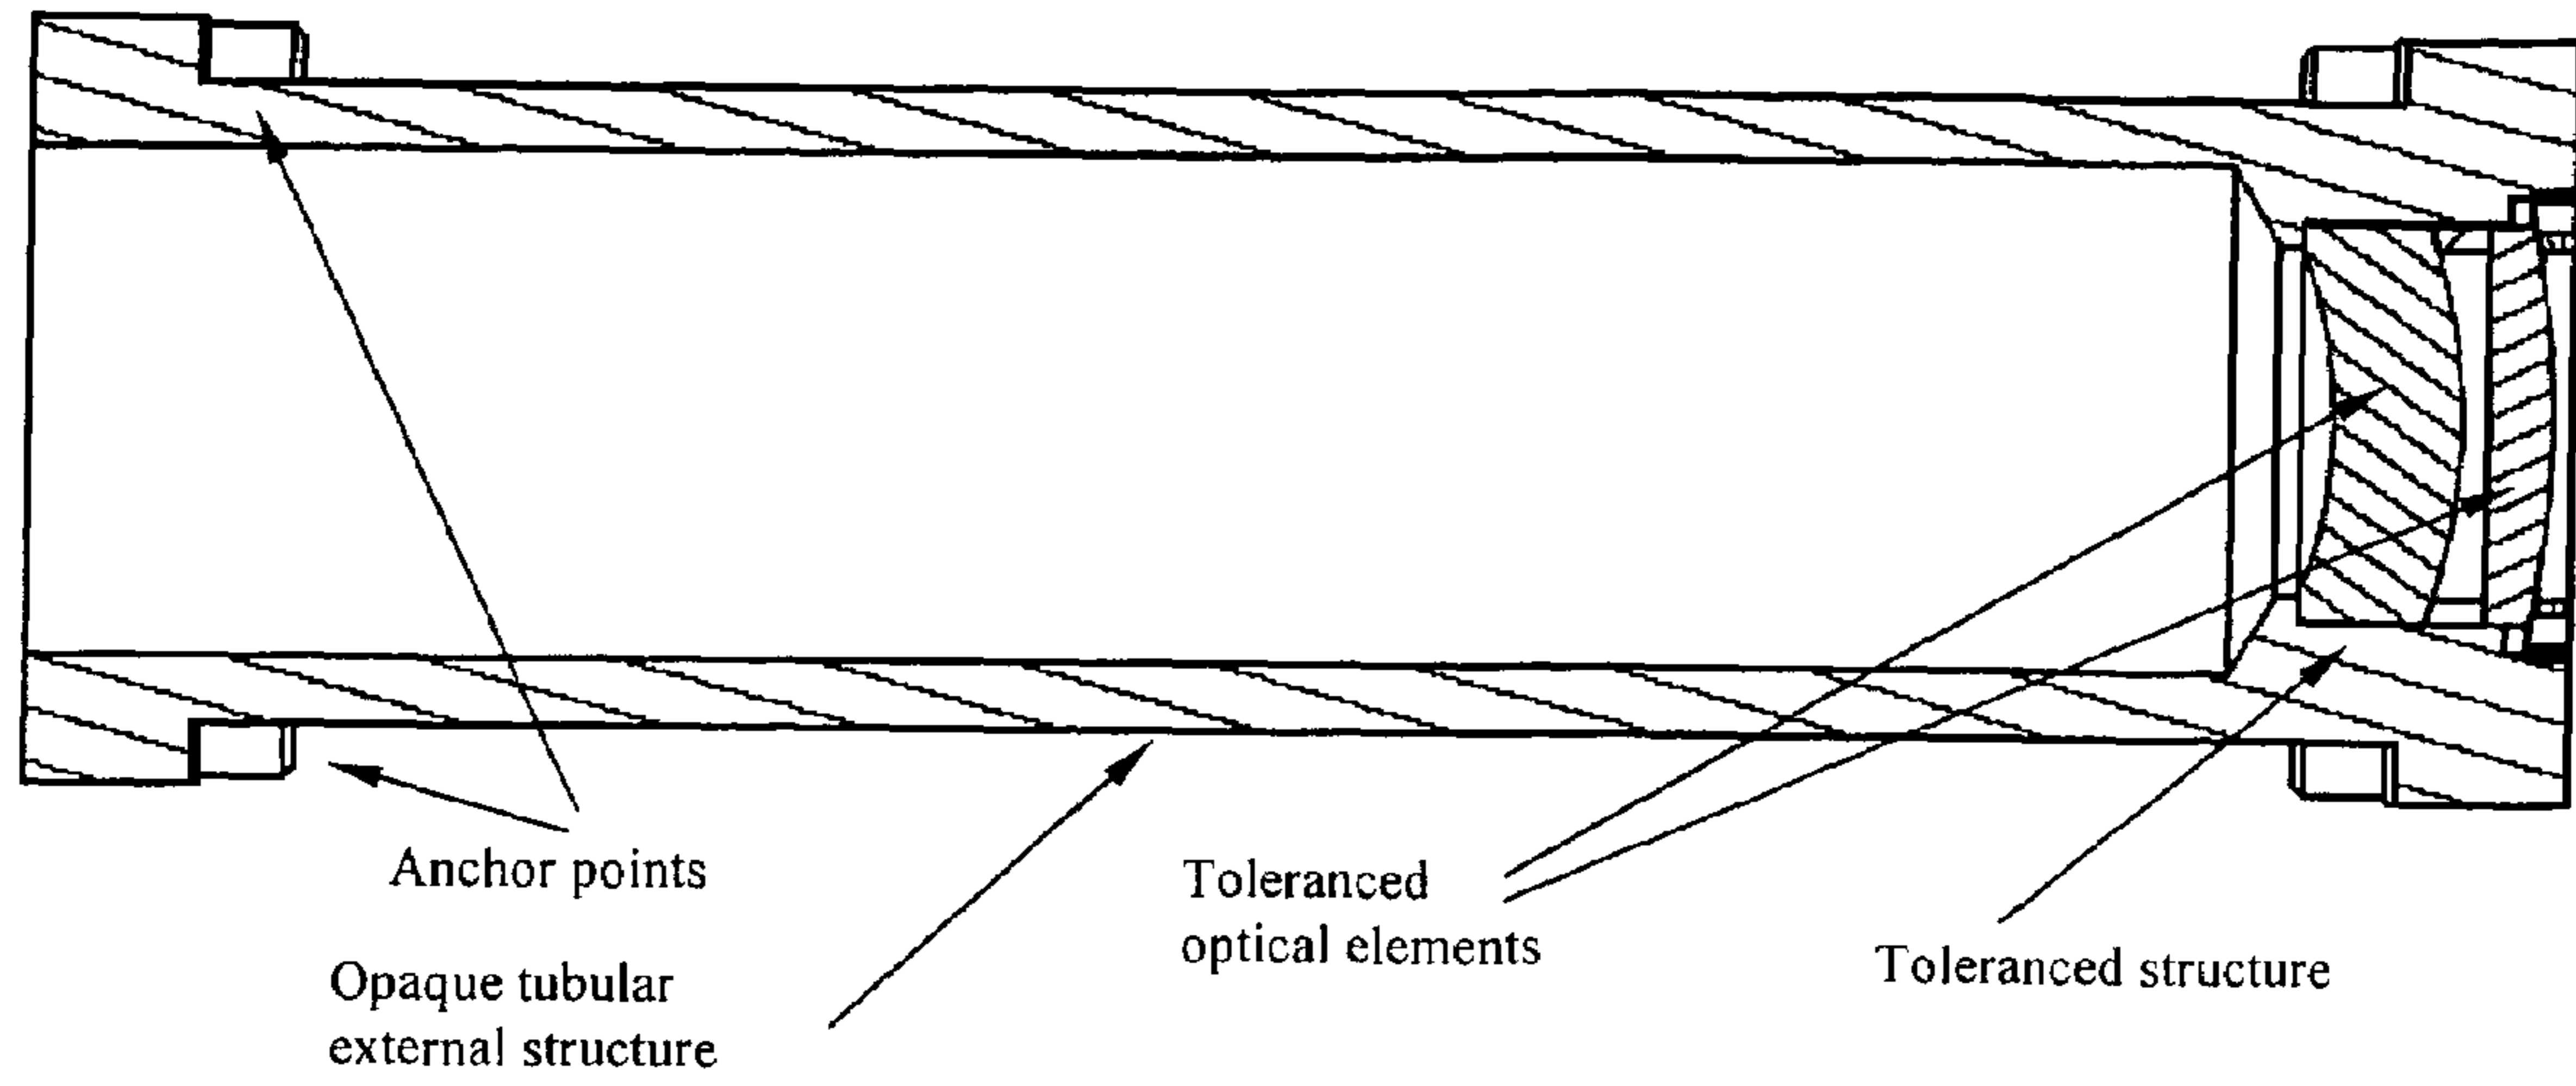 Anchor points
Opaque tubular
external structure
Toleranced
optical elements
Toleranced structure